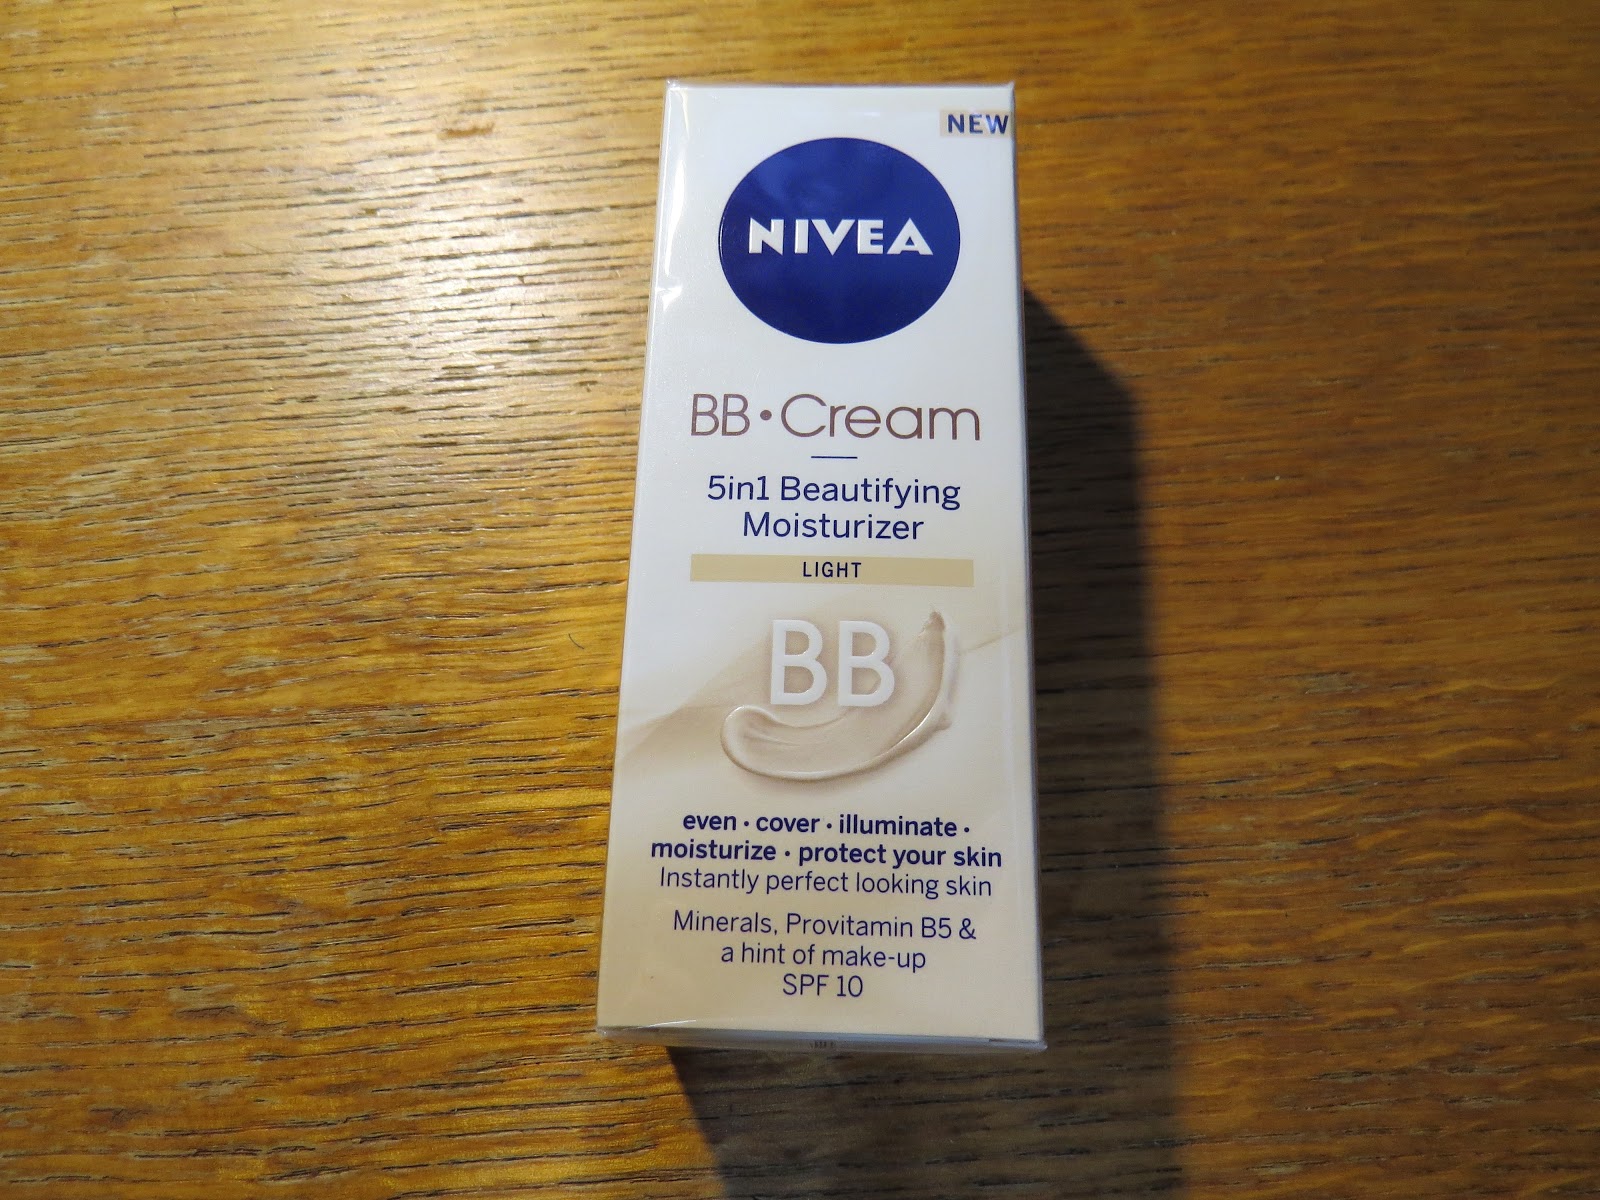 NEW
NIVEA
BB • Cream
5in1 Beautifying
Moisturizer
LIGHT
BB
even • cover • illuminate •
moisturize • protect your skin
Instantly perfect looking skin
Minerals, Provitamin B5 &
a hint of make-up
SPF 10